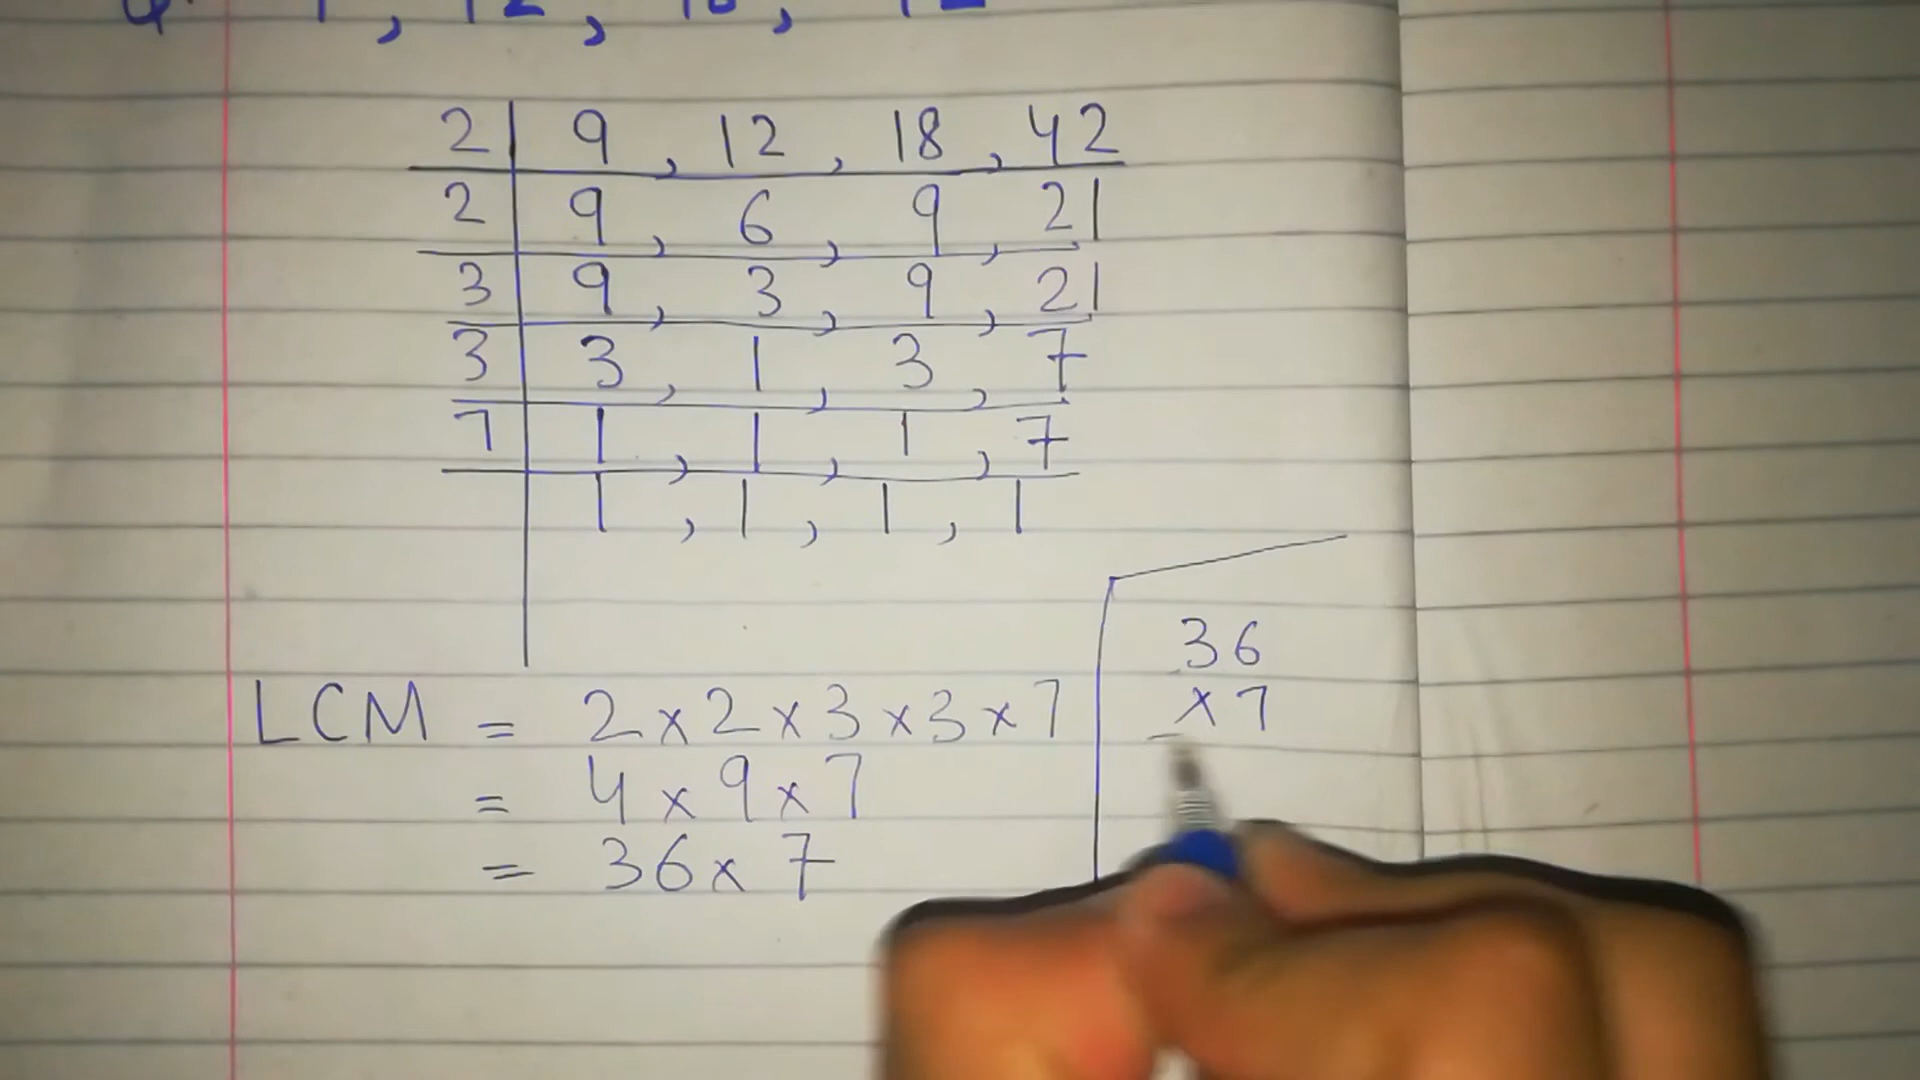 2 | 9 , 12 , 18 , 42
2 | 9 , 6 , 9 , 21
3 | 9 , 3 , 9 , 21
3 | 3 , 1 , 3 , 7
7 | 1 , 1 , 1 , 7
1 , 1 , 1 , 1
LCM = 2 × 2 × 3 × 3 × 7
= 4 × 9 × 7
= 36 × 7
36
× 7